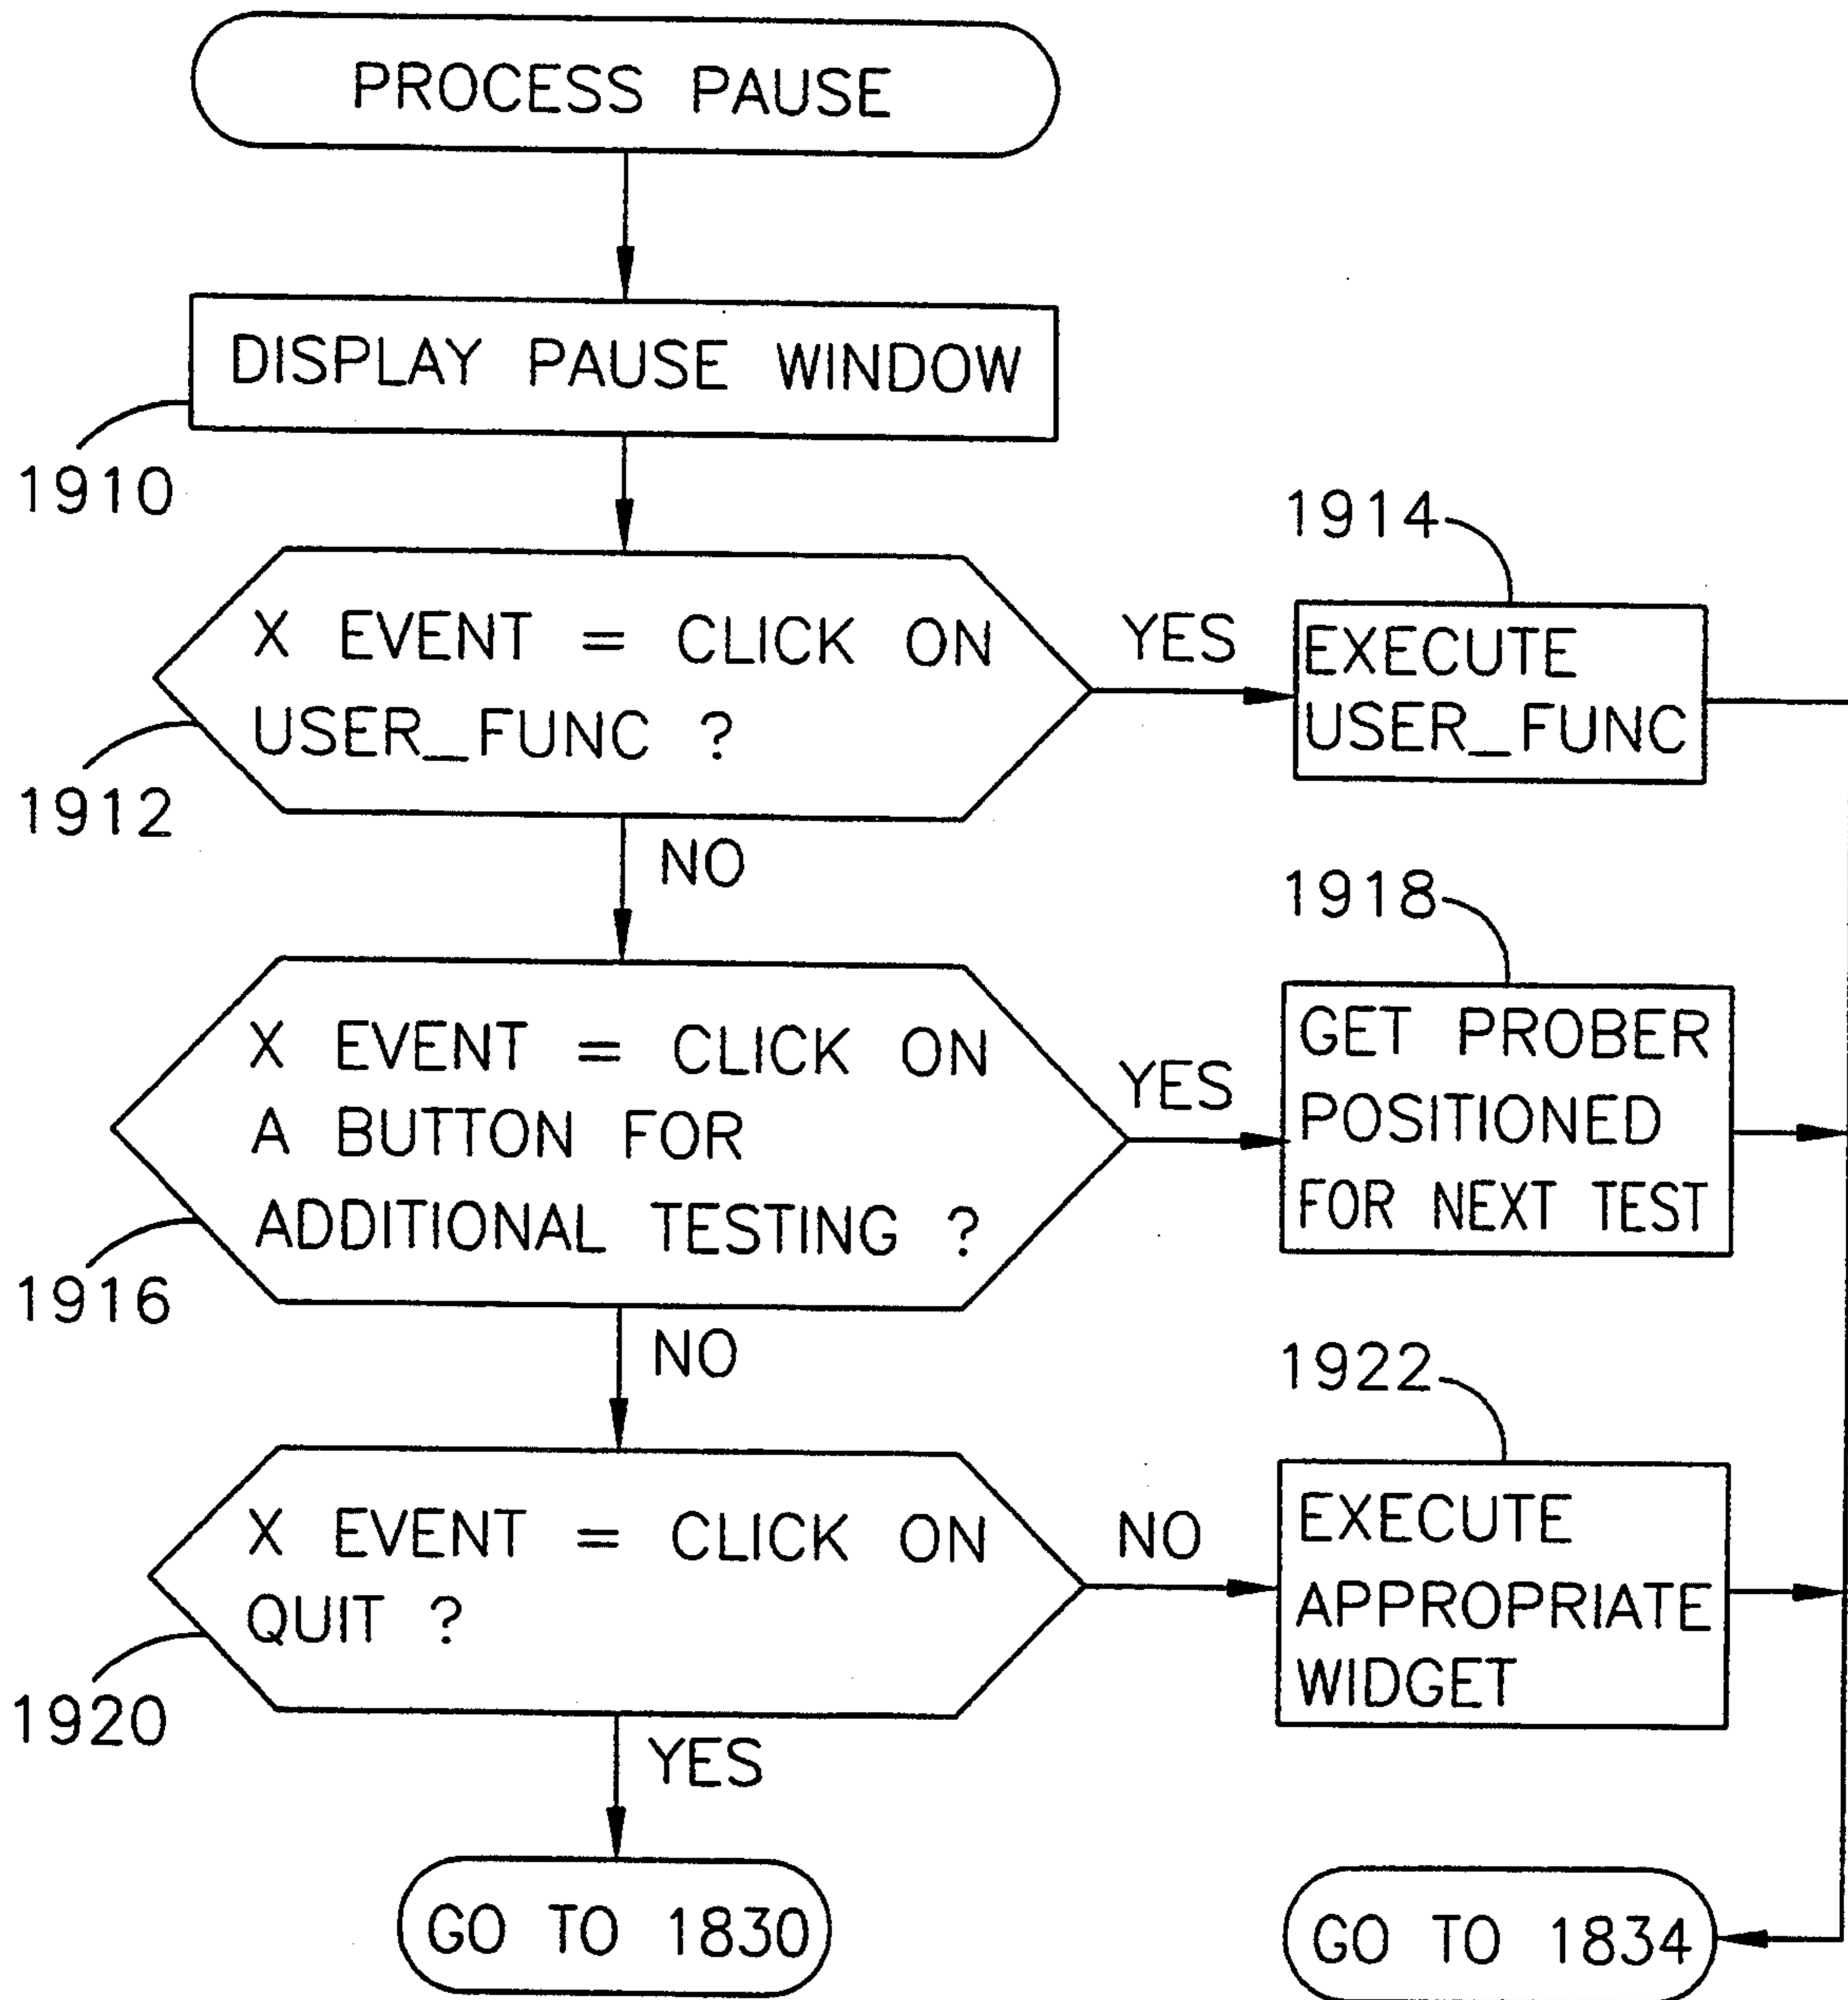 PROCESS PAUSE
DISPLAY PAUSE WINDOW
1910
X EVENT = CLICK ON
USER_FUNC ?
1912
YES
1914
EXECUTE
USER_FUNC
NO
X EVENT = CLICK ON
A BUTTON FOR
ADDITIONAL TESTING ?
1916
YES
1918
GET PROBER
POSITIONED
FOR NEXT TEST
NO
X EVENT = CLICK ON
QUIT ?
1920
NO
1922
EXECUTE
APPROPRIATE
WIDGET
YES
GO TO 1830
GO TO 1834